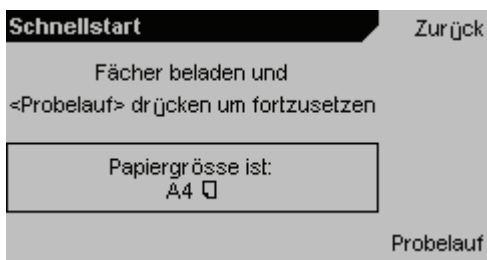 Schnellstart
Zurück
Fächer beladen und
<Probelauf> drücken um fortzusetzen
Papiergrösse ist:
A4
Probelauf